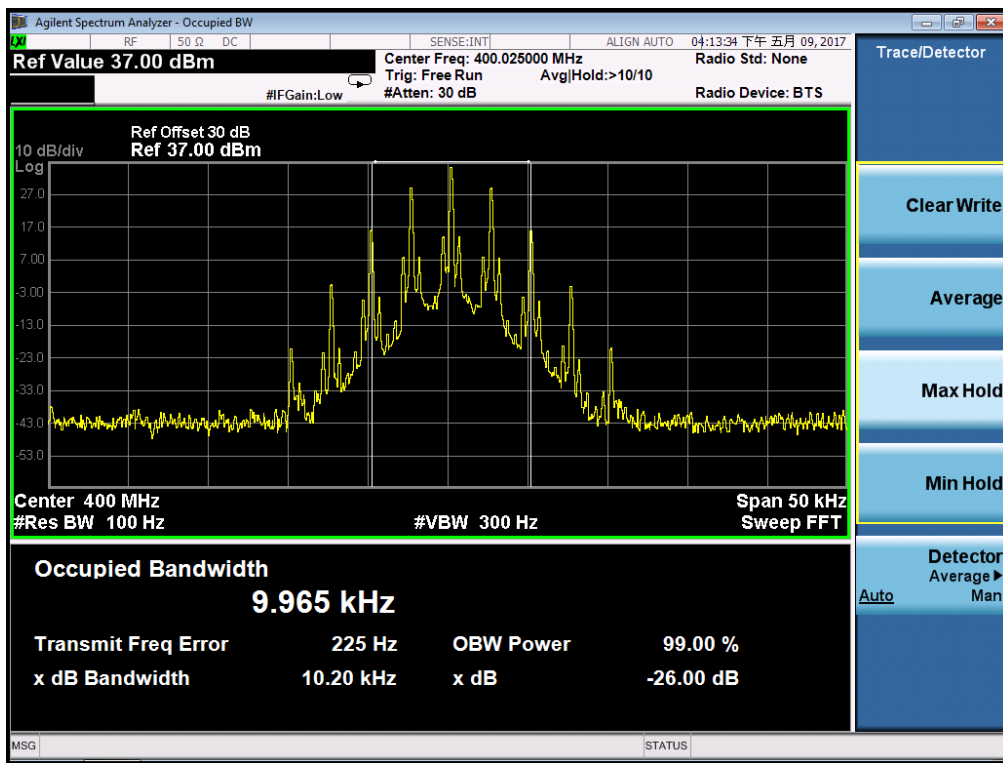 Agilent Spectrum Analyzer - Occupied BW
LXI RF 50 Ω DC SENSE:INT ALIGN AUTO 04:13:34 下午 五月 09, 2017
Ref Value 37.00 dBm
Center Freq: 400.025000 MHz
Radio Std: None
Trig: Free Run Avg|Hold:>10/10
#IFGain:Low
#Atten: 30 dB
Radio Device: BTS
Ref Offset 30 dB
10 dB/div Ref 37.00 dBm
Log
27.0
17.0
7.00
-3.00
-13.0
-23.0
-33.0
-43.0
-53.0
Center 400 MHz
Span 50 kHz
#Res BW 100 Hz
#VBW 300 Hz
Sweep FFT
Occupied Bandwidth
9.965 kHz
Transmit Freq Error 225 Hz OBW Power 99.00 %
x dB Bandwidth 10.20 kHz x dB -26.00 dB
MSG
STATUS
Trace/Detector
Clear Write
Average
Max Hold
Min Hold
Detector
Average▶
Auto Man